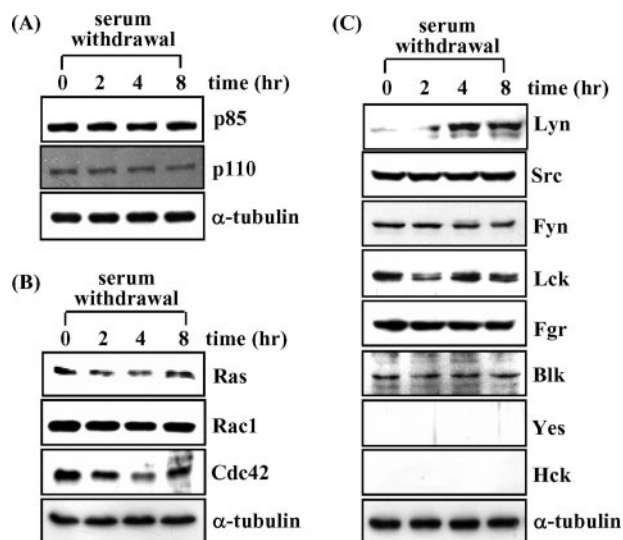 (A)
serum
withdrawal
0 2 4 8 time (hr)
p85
p110
α-tubulin
(B)
serum
withdrawal
0 2 4 8 time (hr)
Ras
Rac1
Cdc42
α-tubulin
(C)
serum
withdrawal
0 2 4 8 time (hr)
Lyn
Src
Fyn
Lck
Fgr
Blk
Yes
Hck
α-tubulin